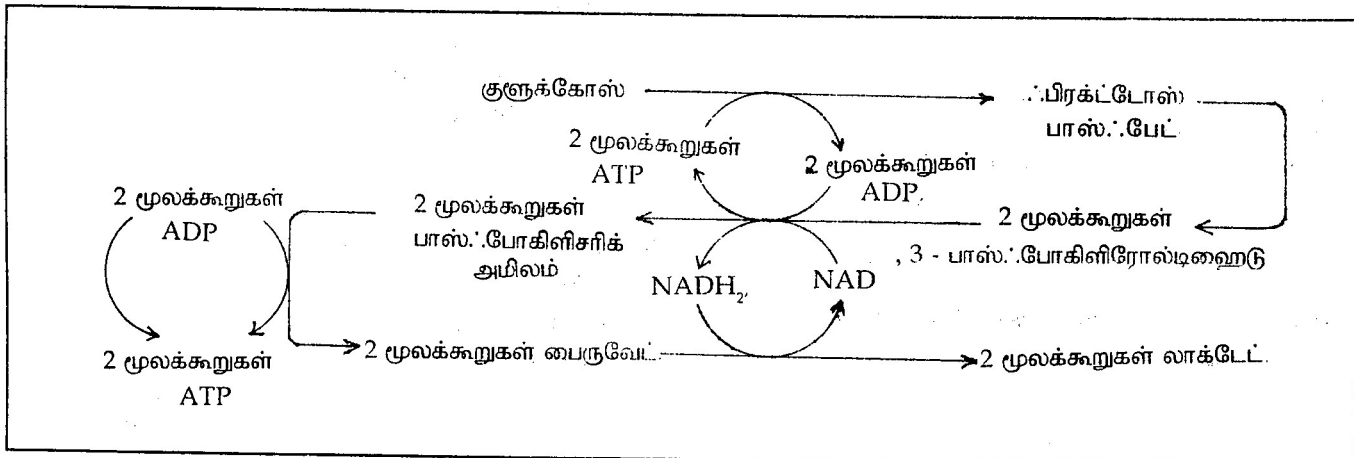 குளுக்கோஸ்
ஃபிரக்ட்டோஸ்
பாஸ்ஃபேட்
2 மூலக்கூறுகள்
ATP
2 மூலக்கூறுகள்
ADP
2 மூலக்கூறுகள்
ADP
2 மூலக்கூறுகள்
பாஸ்ஃபோகிளிசரிக்
அமிலம்
2 மூலக்கூறுகள்
, 3 - பாஸ்ஃபோகிளிரோல்டிஹைடு
NADH₂
NAD
2 மூலக்கூறுகள்
ATP
2 மூலக்கூறுகள் பைருவேட்
2 மூலக்கூறுகள் லாக்டேட்